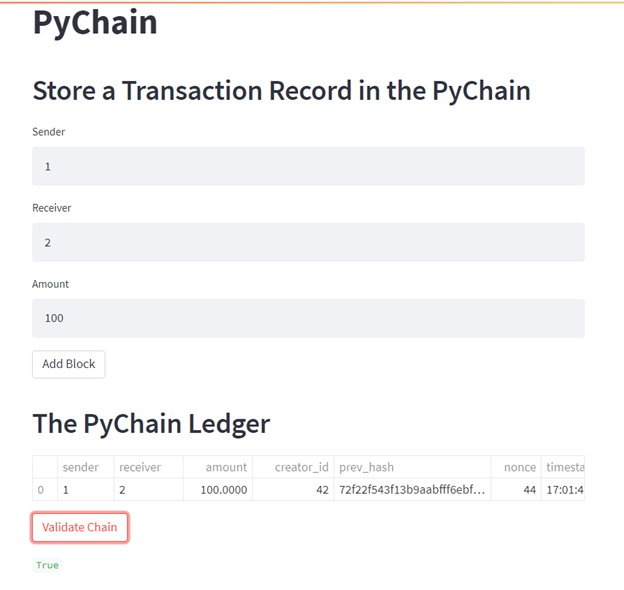 PyChain
Store a Transaction Record in the PyChain
Sender
1
Receiver
2
Amount
100
Add Block
The PyChain Ledger
sender receiver amount creator_id prev_hash nonce timesta
0 1 2 100.0000 42 72f22f543f13b9aabfff6ebf... 44 17:01:4
Validate Chain
True